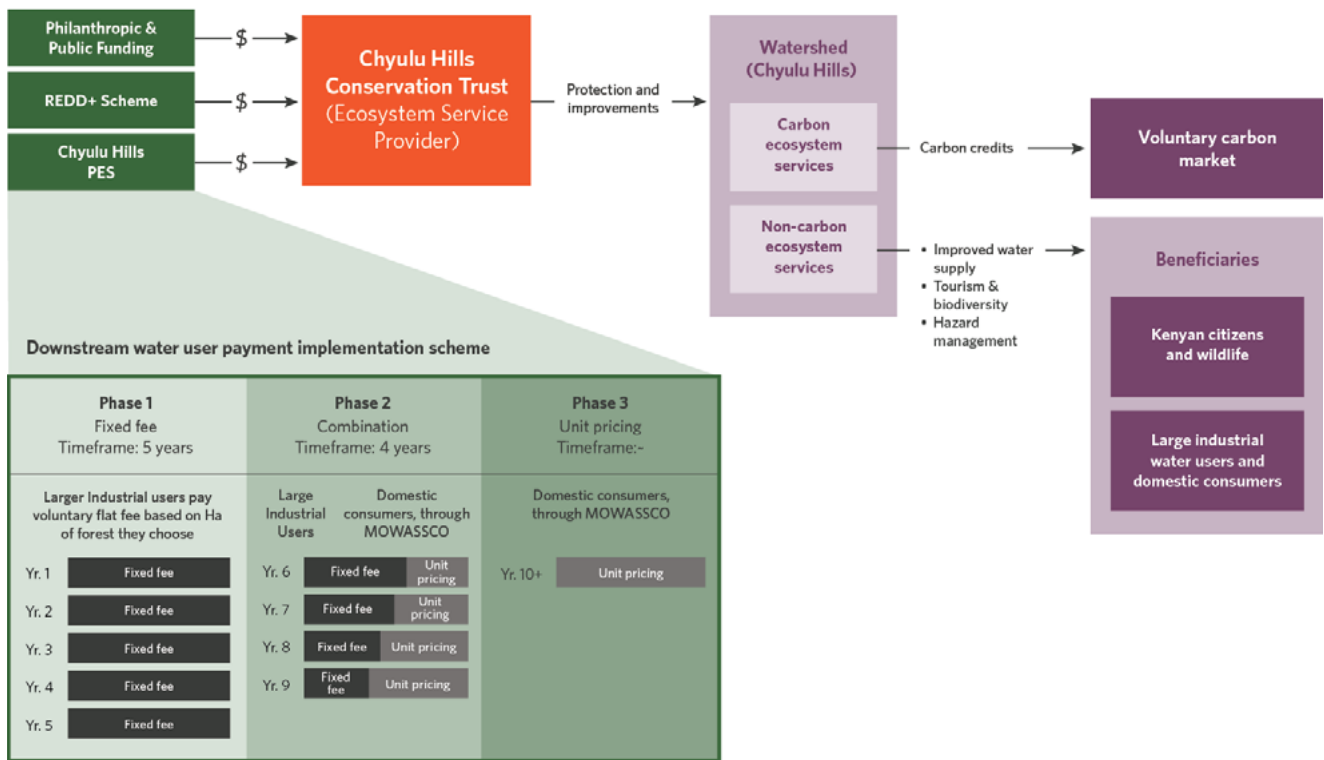 Philanthropic &
Public Funding
$
REDD+ Scheme
$
Chyulu Hills
PES
$
Chyulu Hills
Conservation Trust
(Ecosystem Service
Provider)
Protection and
improvements
Watershed
(Chyulu Hills)
Carbon
ecosystem
services
Non-carbon
ecosystem
services
Carbon credits
• Improved water
supply
• Tourism &
biodiversity
• Hazard
management
Voluntary carbon
market
Beneficiaries
Kenyan citizens
and wildlife
Large industrial
water users and
domestic consumers
Downstream water user payment implementation scheme
Phase 1
Fixed fee
Timeframe: 5 years
Larger Industrial users pay
voluntary flat fee based on Ha
of forest they choose
Yr. 1 Fixed fee
Yr. 2 Fixed fee
Yr. 3 Fixed fee
Yr. 4 Fixed fee
Yr. 5 Fixed fee
Phase 2
Combination
Timeframe: 4 years
Large
Industrial
Users
Domestic
consumers, through
MOWASSCO
Yr. 6 Fixed fee Unit
pricing
Yr. 7 Fixed fee Unit
pricing
Yr. 8 Fixed fee Unit pricing
Yr. 9 Fixed
fee Unit pricing
Phase 3
Unit pricing
Timeframe:-
Domestic consumers,
through MOWASSCO
Yr. 10+ Unit pricing